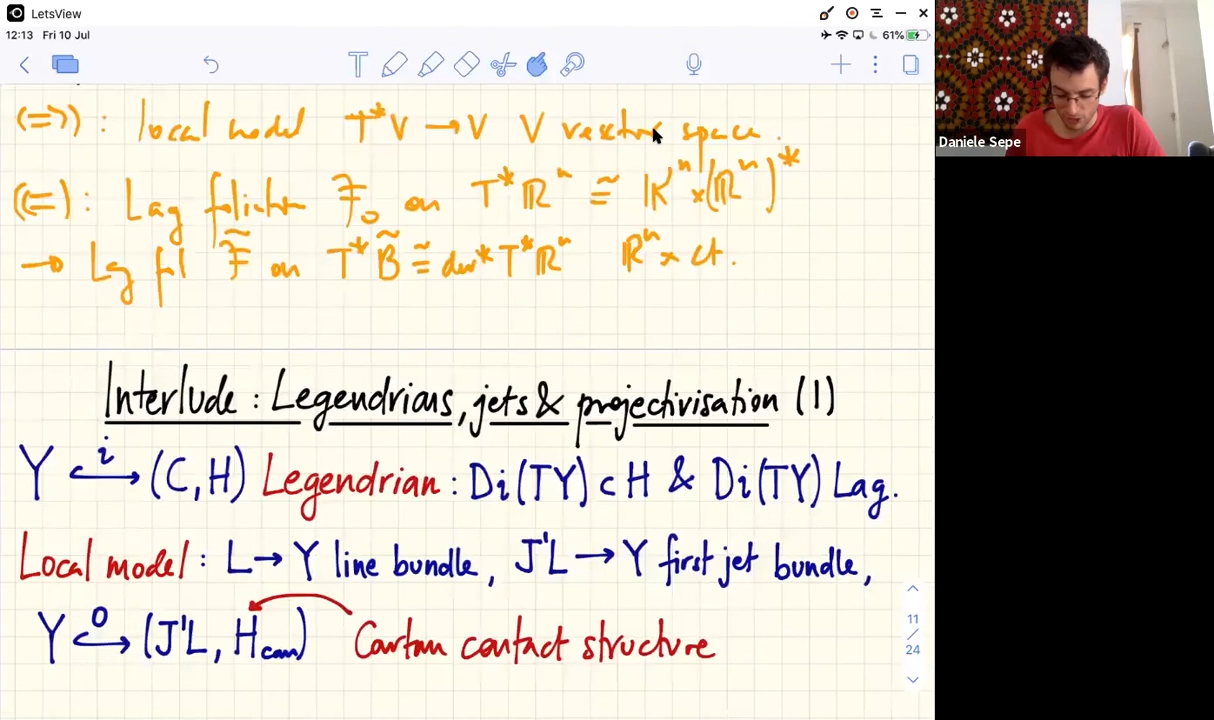 LetsView
12:13 Fri 10 Jul
61%
(⇒)) : local model T*V → V V vector space.
(⇐) : Lag foliation F₀ on T*ℝⁿ ≅ ℝⁿ × (ℝⁿ)*
→ Lag fol F̃ on T*B̃ ≅ dev* T*ℝⁿ ℝⁿ × ct.
Interlude : Legendrians, jets & projectivisation (1)
Y ↪ⁱ (C, H) Legendrian : Di(TY) ⊂ H & Di(TY) Lag.
Local model : L → Y line bundle, J¹L → Y first jet bundle,
Y ↪⁰ (J¹L, Hcan) Cartan contact structure
11
/
24
Daniele Sepe